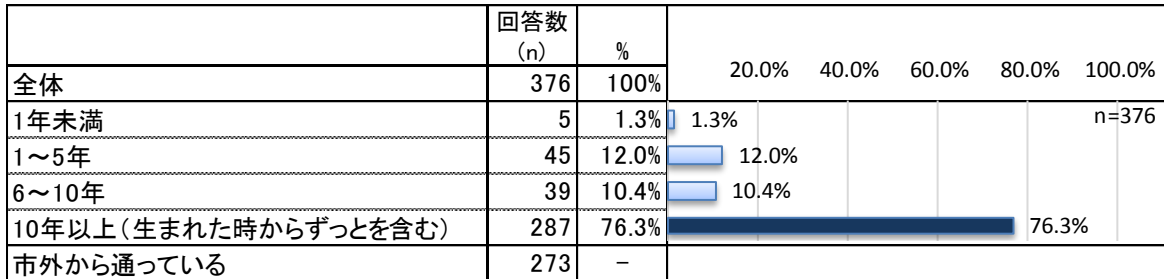 回答数
(n) %
20.0% 40.0% 60.0% 80.0% 100.0%
全体 376 100%
1年未満 5 1.3% 1.3% n=376
1～5年 45 12.0% 12.0%
6～10年 39 10.4% 10.4%
10年以上（生まれた時からずっとを含む） 287 76.3% 76.3%
市外から通っている 273 －